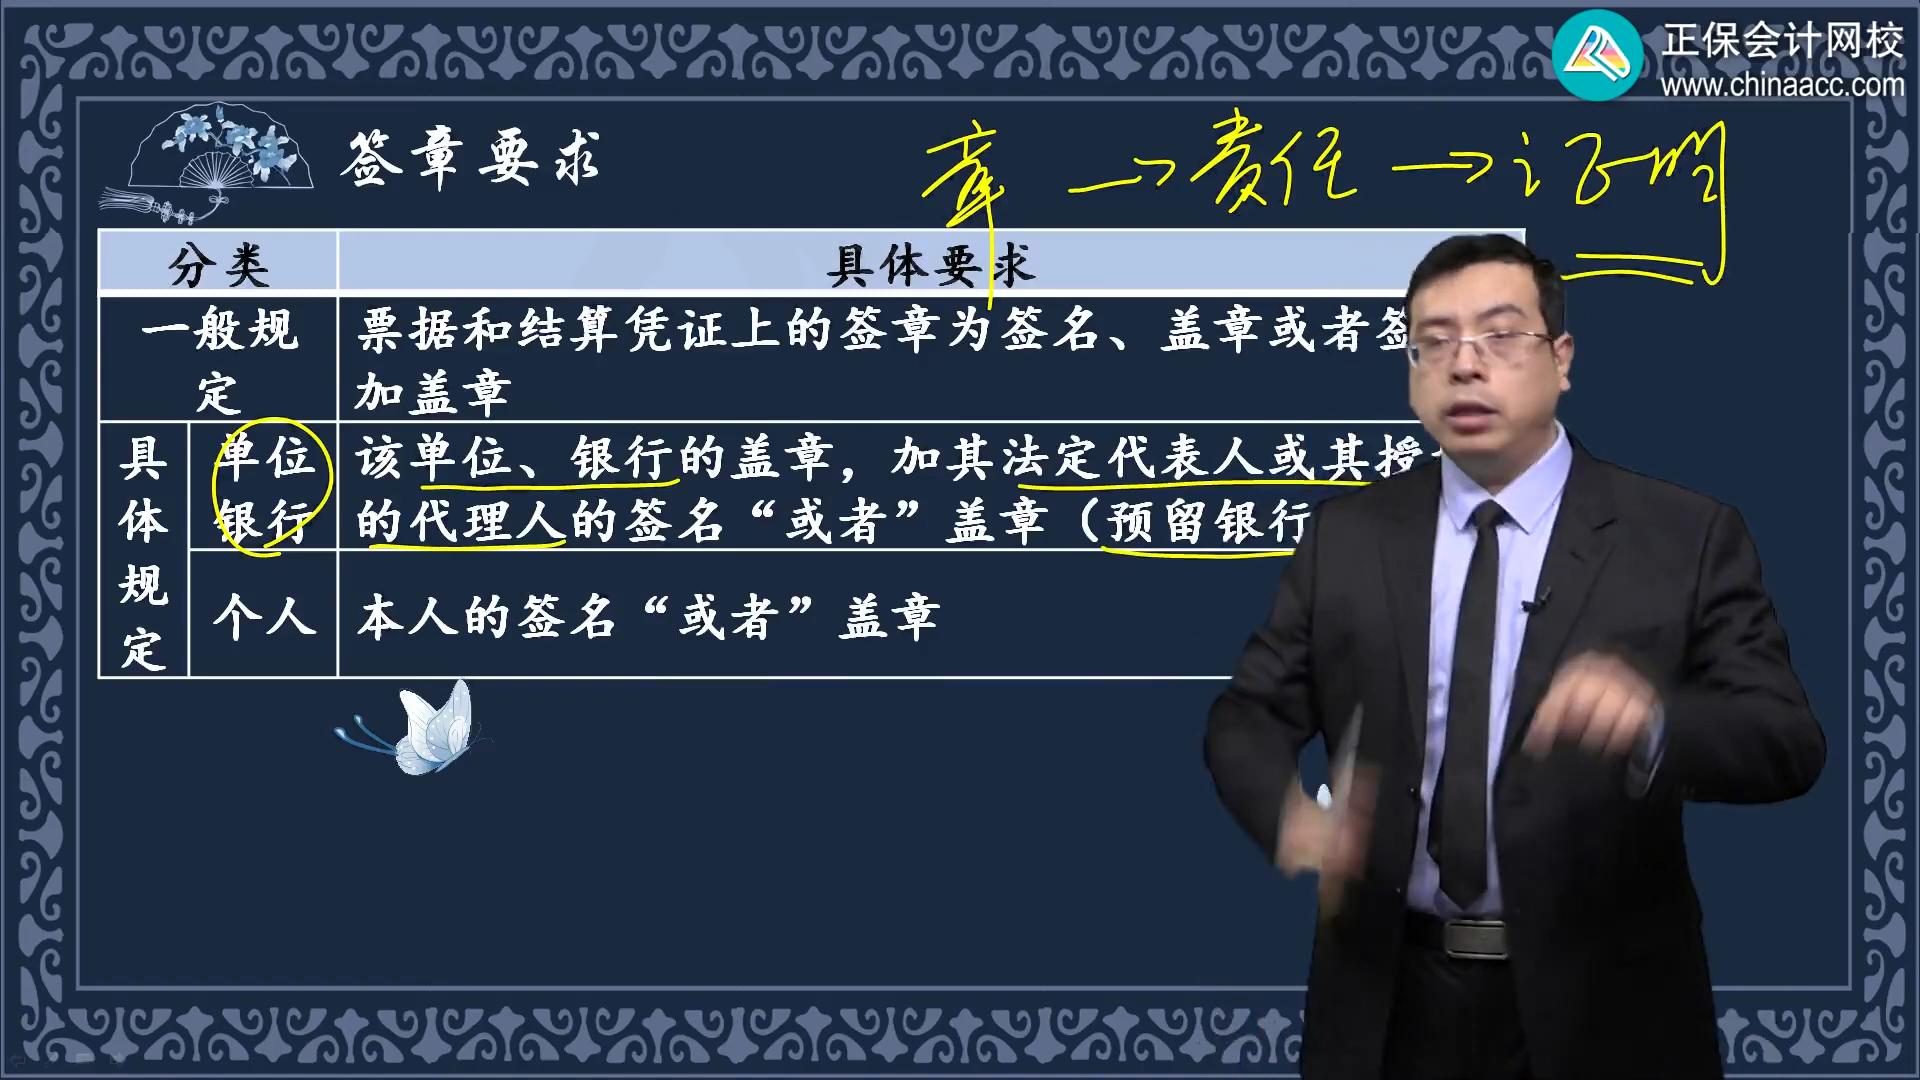 正保会计网校
www.chinaacc.com
签章要求
章 → 责任 → 证明
分类
具体要求
一般规定
票据和结算凭证上的签章为签名、盖章或者签
加盖章
具体规定
单位
银行
该单位、银行的盖章，加其法定代表人或其授
的代理人的签名“或者”盖章（预留银行
个人
本人的签名“或者”盖章